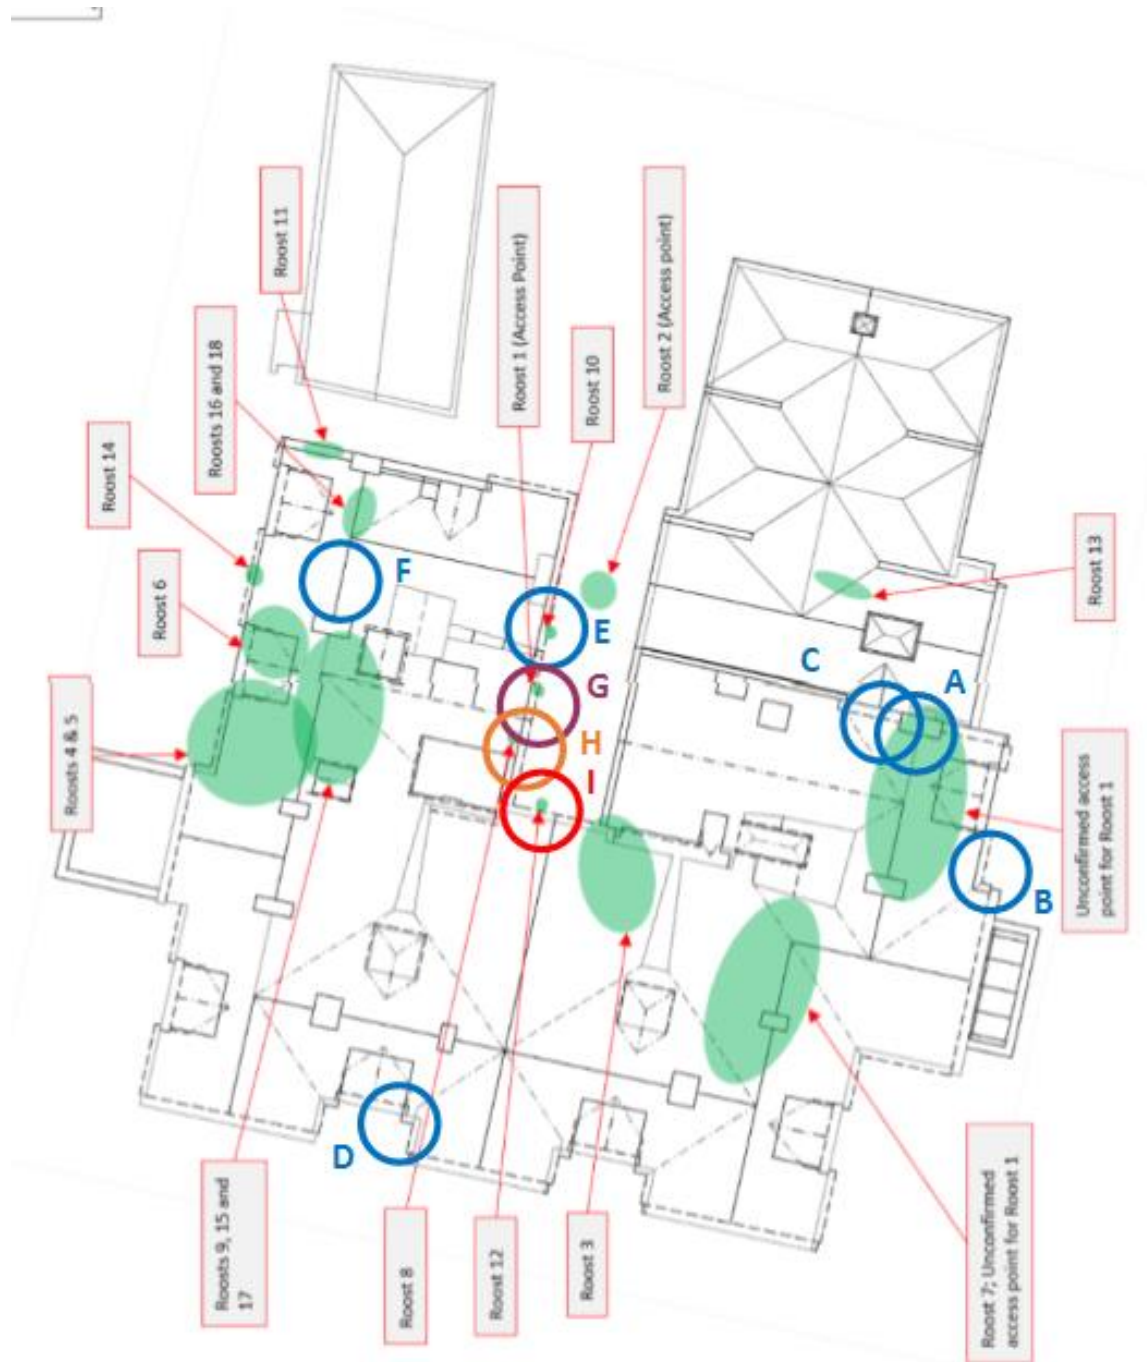 Roost 11
Roosts 16 and 18
Roost 14
Roost 6
Roosts 4 & 5
Roost 1 (Access Point)
Roost 10
Roost 2 (Access point)
Roost 13
Unconfirmed access
point for Roost 1
Roosts 9, 15 and
17
Roost 8
Roost 12
Roost 3
Roost 7; Unconfirmed
access point for Roost 1
F
E
G
H
I
C
A
B
D